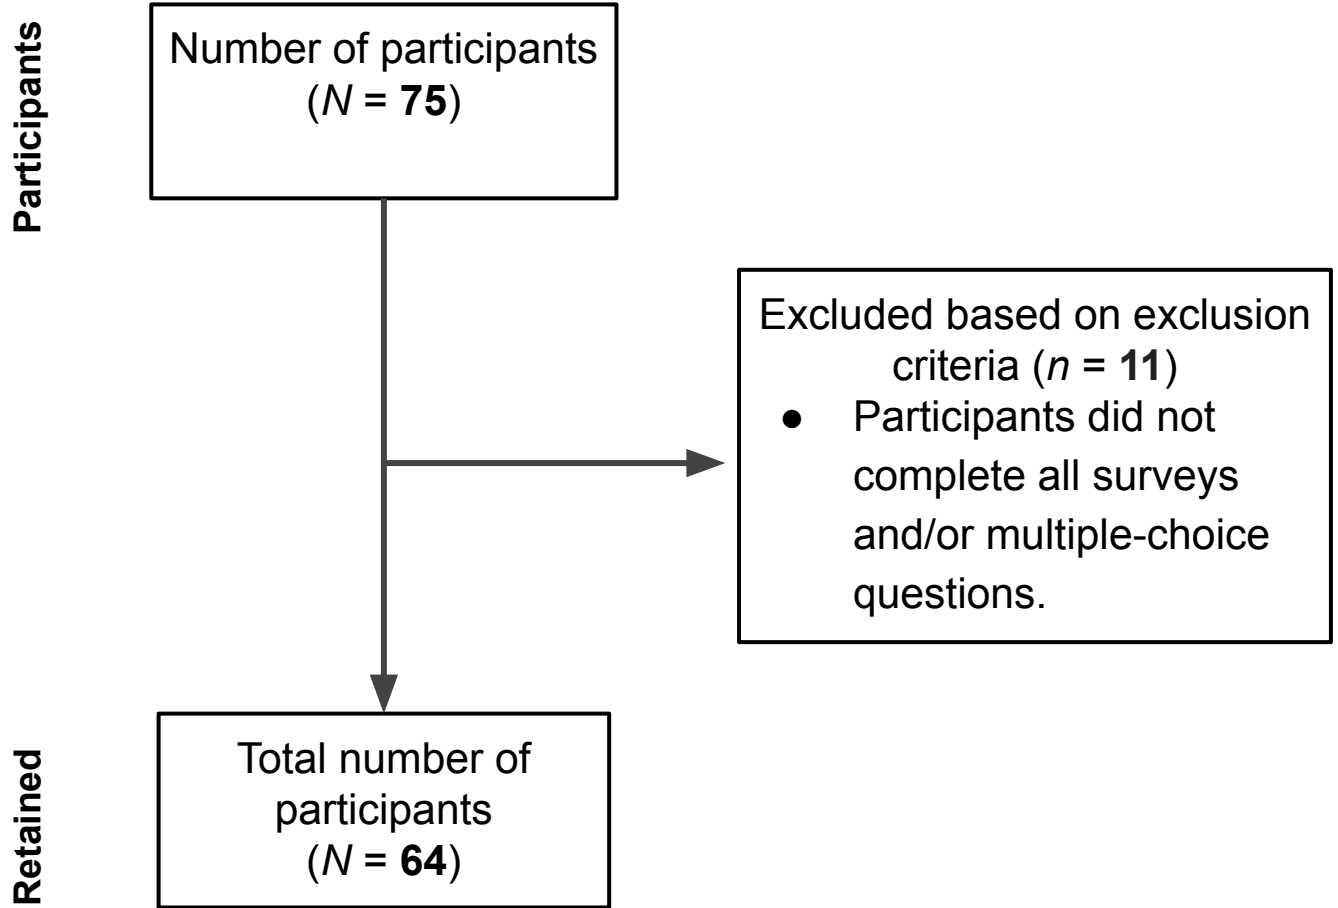 Participants
Number of participants
(N = 75)
Excluded based on exclusion
criteria (n = 11)
● Participants did not
complete all surveys
and/or multiple-choice
questions.
Retained
Total number of
participants
(N = 64)